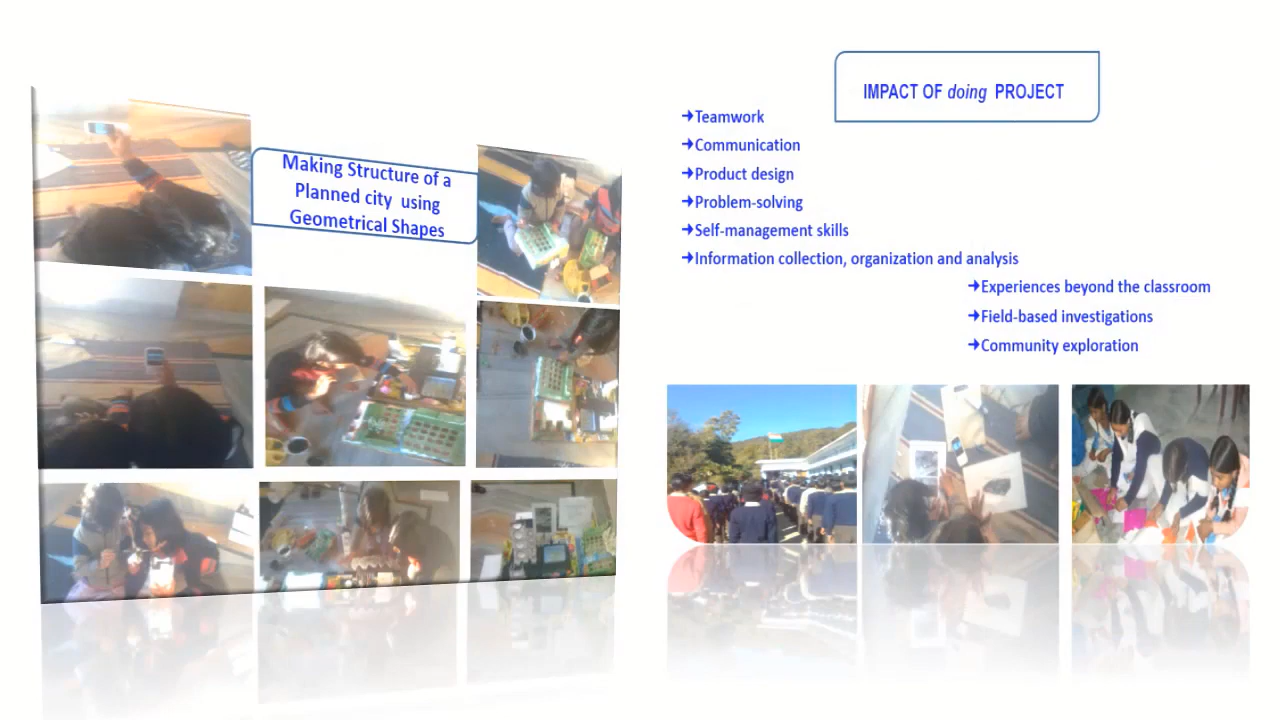 Making Structure of a
Planned city using
Geometrical Shapes
IMPACT OF doing PROJECT
➔Teamwork
➔Communication
➔Product design
➔Problem-solving
➔Self-management skills
➔Information collection, organization and analysis
➔Experiences beyond the classroom
➔Field-based investigations
➔Community exploration